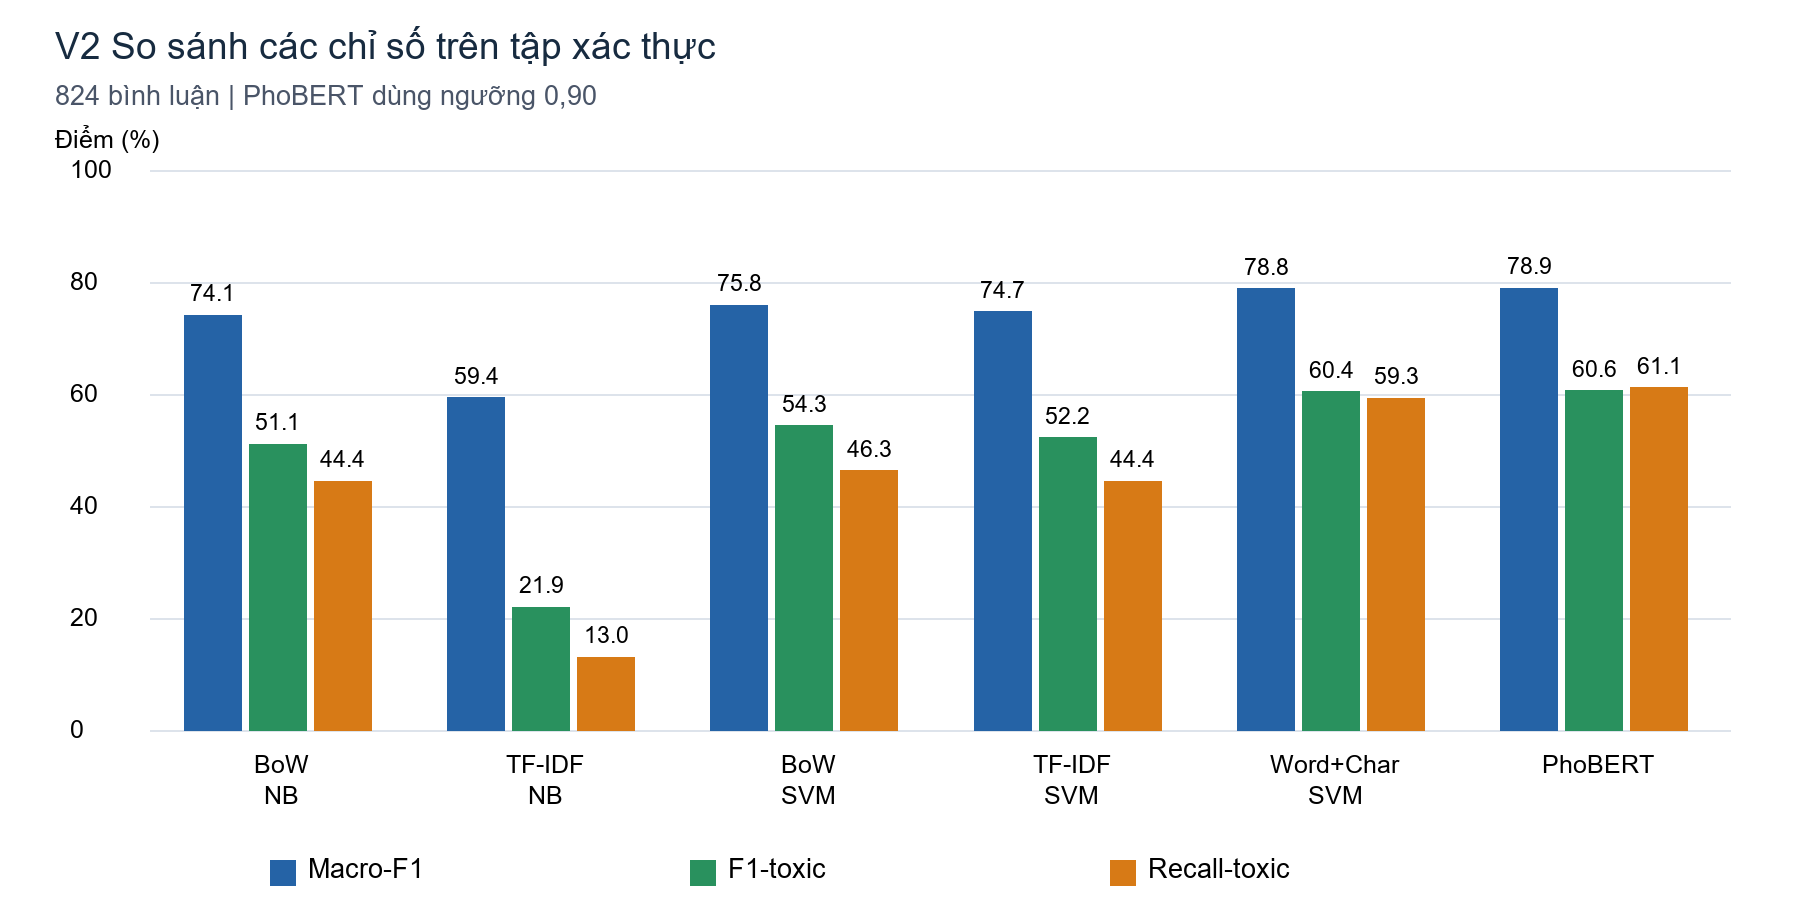 V2 So sánh các chỉ số trên tập xác thực
824 bình luận | PhoBERT dùng ngưỡng 0,90
Điểm (%)
100
80
60
40
20
0
74.1
51.1
44.4
59.4
21.9
13.0
75.8
54.3
46.3
74.7
52.2
44.4
78.8
60.4
59.3
78.9
60.6
61.1
BoW
NB
TF-IDF
NB
BoW
SVM
TF-IDF
SVM
Word+Char
SVM
PhoBERT
Macro-F1
F1-toxic
Recall-toxic